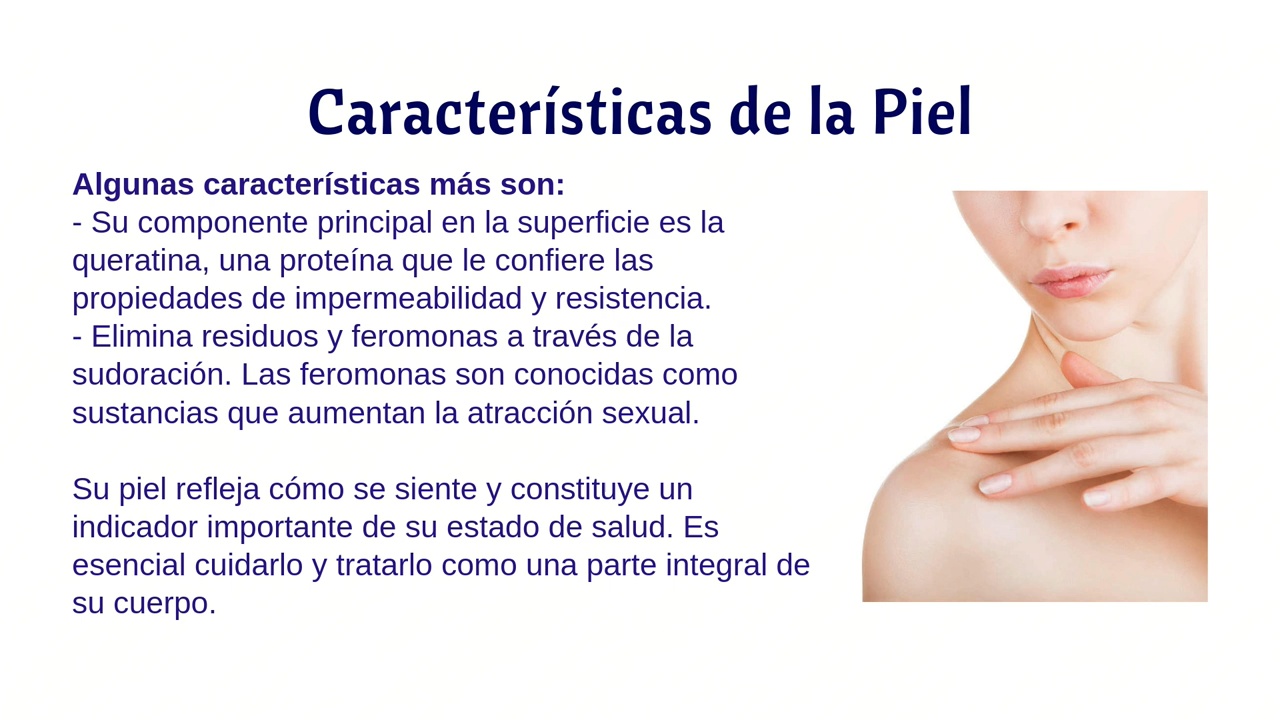 Características de la Piel
Algunas características más son:
- Su componente principal en la superficie es la
queratina, una proteína que le confiere las
propiedades de impermeabilidad y resistencia.
- Elimina residuos y feromonas a través de la
sudoración. Las feromonas son conocidas como
sustancias que aumentan la atracción sexual.
Su piel refleja cómo se siente y constituye un
indicador importante de su estado de salud. Es
esencial cuidarlo y tratarlo como una parte integral de
su cuerpo.